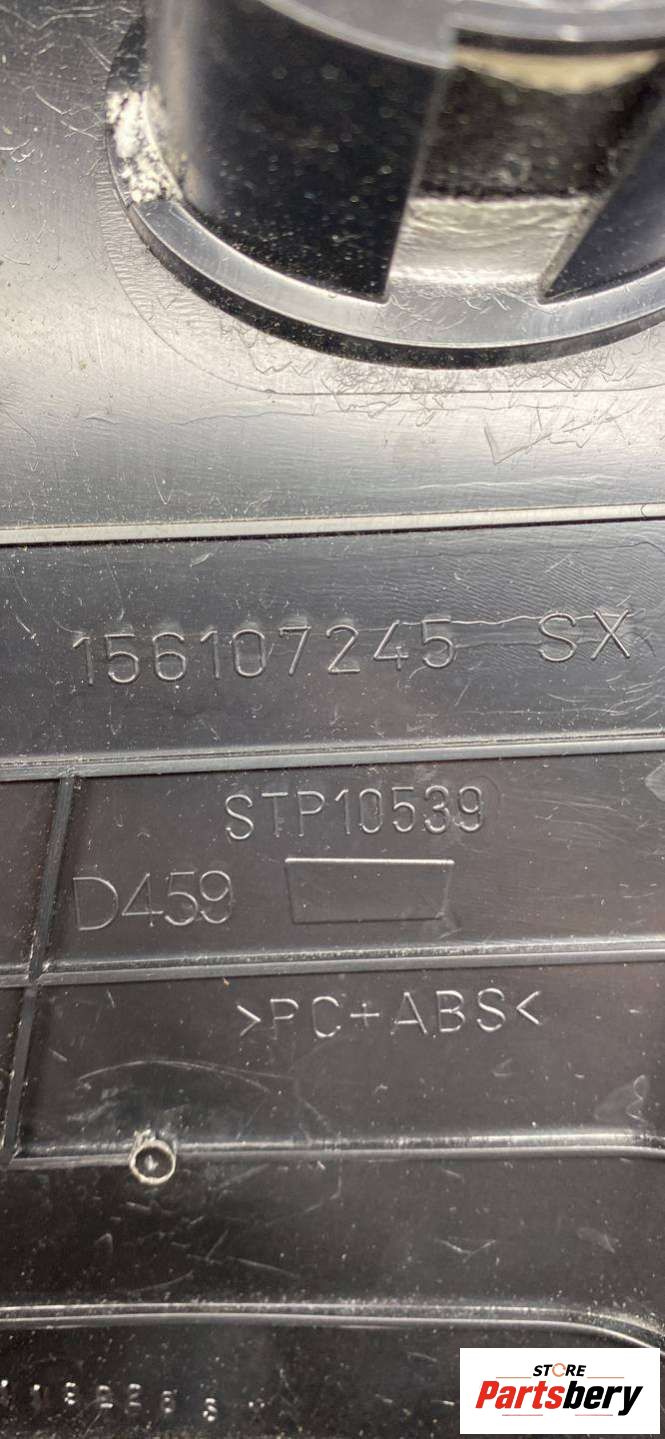 156107245 SX
STP10539
D459
>PC+ABS<
STORE
Partsbery